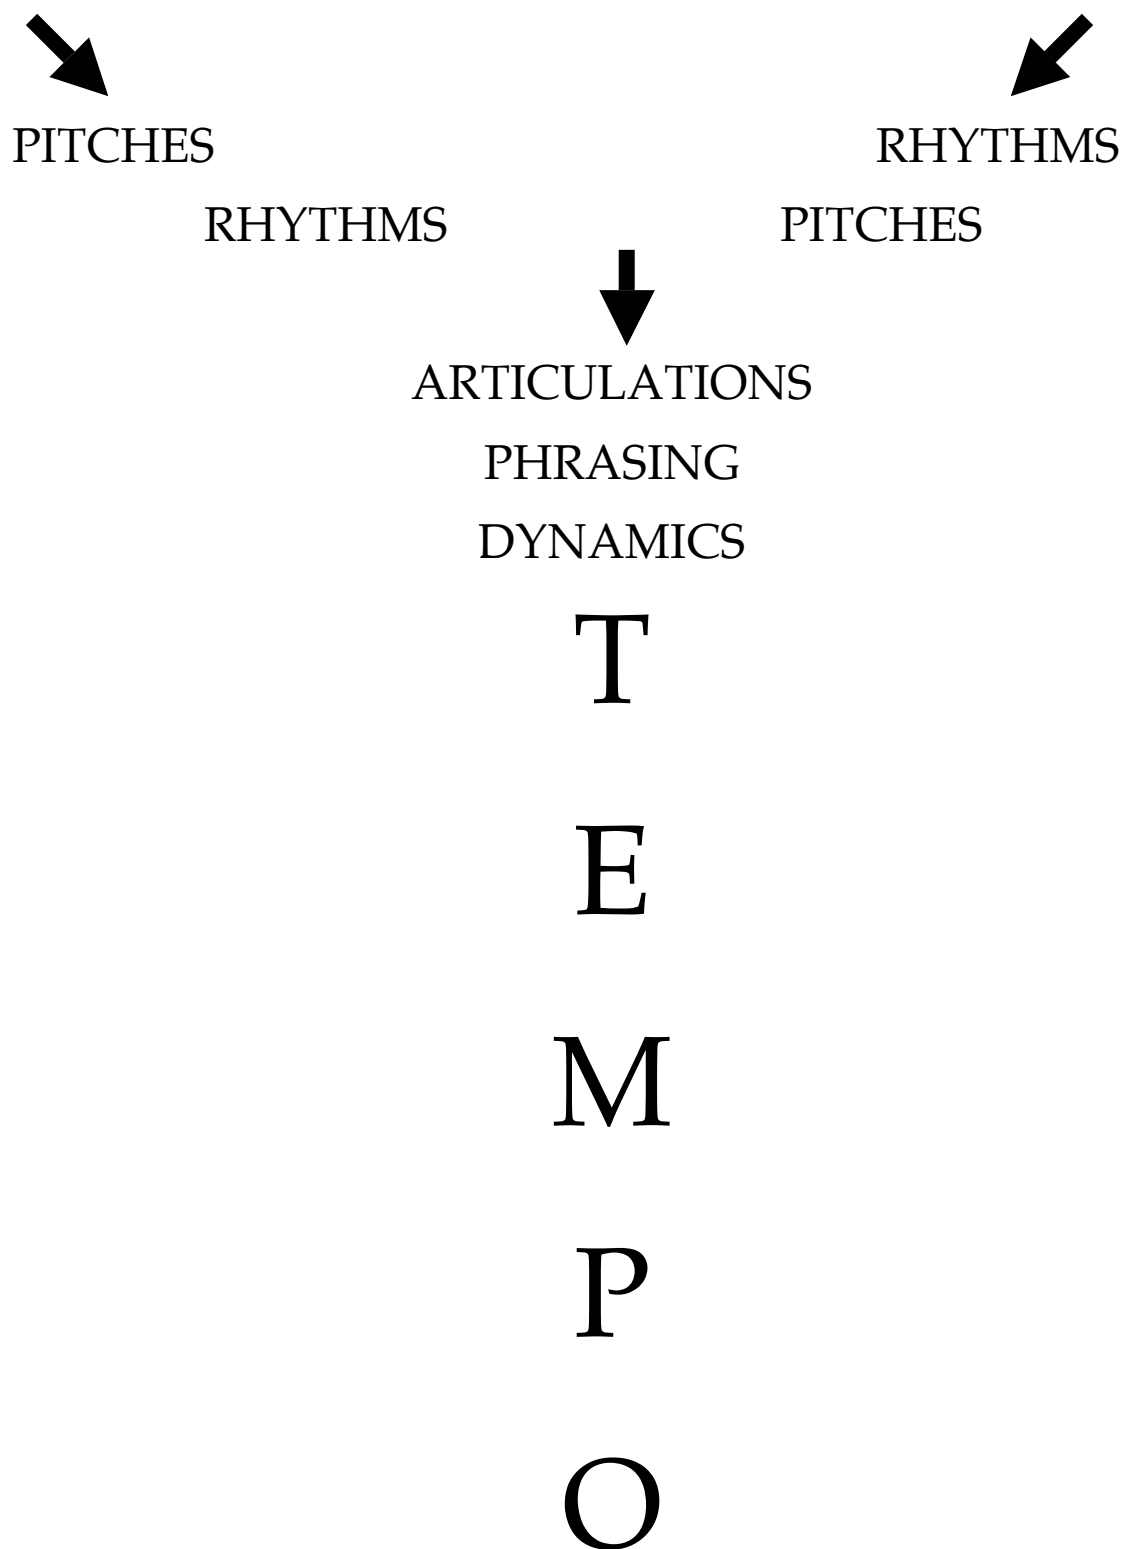 PITCHES RHYTHMS
RHYTHMS PITCHES
ARTICULATIONS
PHRASING
DYNAMICS
T
E
M
P
O